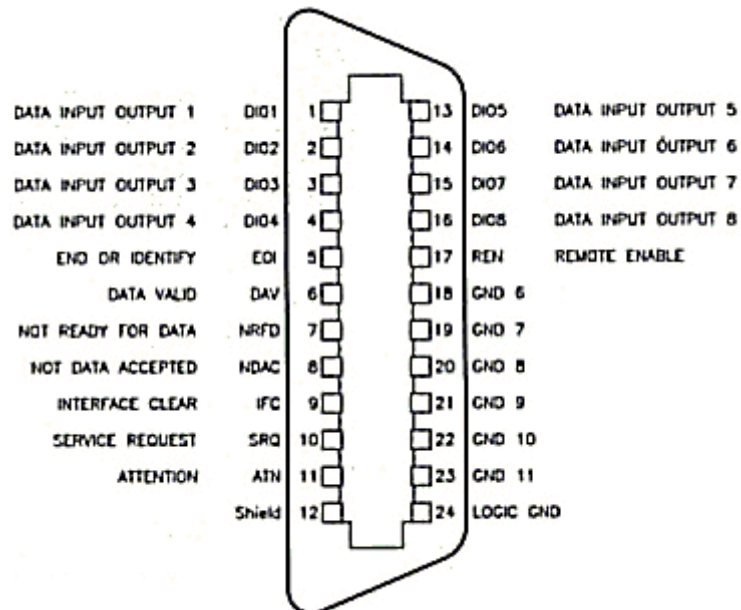 DATA INPUT OUTPUT 1 DIO1 1 13 DIO5 DATA INPUT OUTPUT 5
DATA INPUT OUTPUT 2 DIO2 2 14 DIO6 DATA INPUT OUTPUT 6
DATA INPUT OUTPUT 3 DIO3 3 15 DIO7 DATA INPUT OUTPUT 7
DATA INPUT OUTPUT 4 DIO4 4 16 DIO8 DATA INPUT OUTPUT 8
END OR IDENTIFY EOI 5 17 REN REMOTE ENABLE
DATA VALID DAV 6 18 GND 6
NOT READY FOR DATA NRFD 7 19 GND 7
NOT DATA ACCEPTED NDAC 8 20 GND 8
INTERFACE CLEAR IFC 9 21 GND 9
SERVICE REQUEST SRQ 10 22 GND 10
ATTENTION ATN 11 23 GND 11
Shield 12 24 LOGIC GND